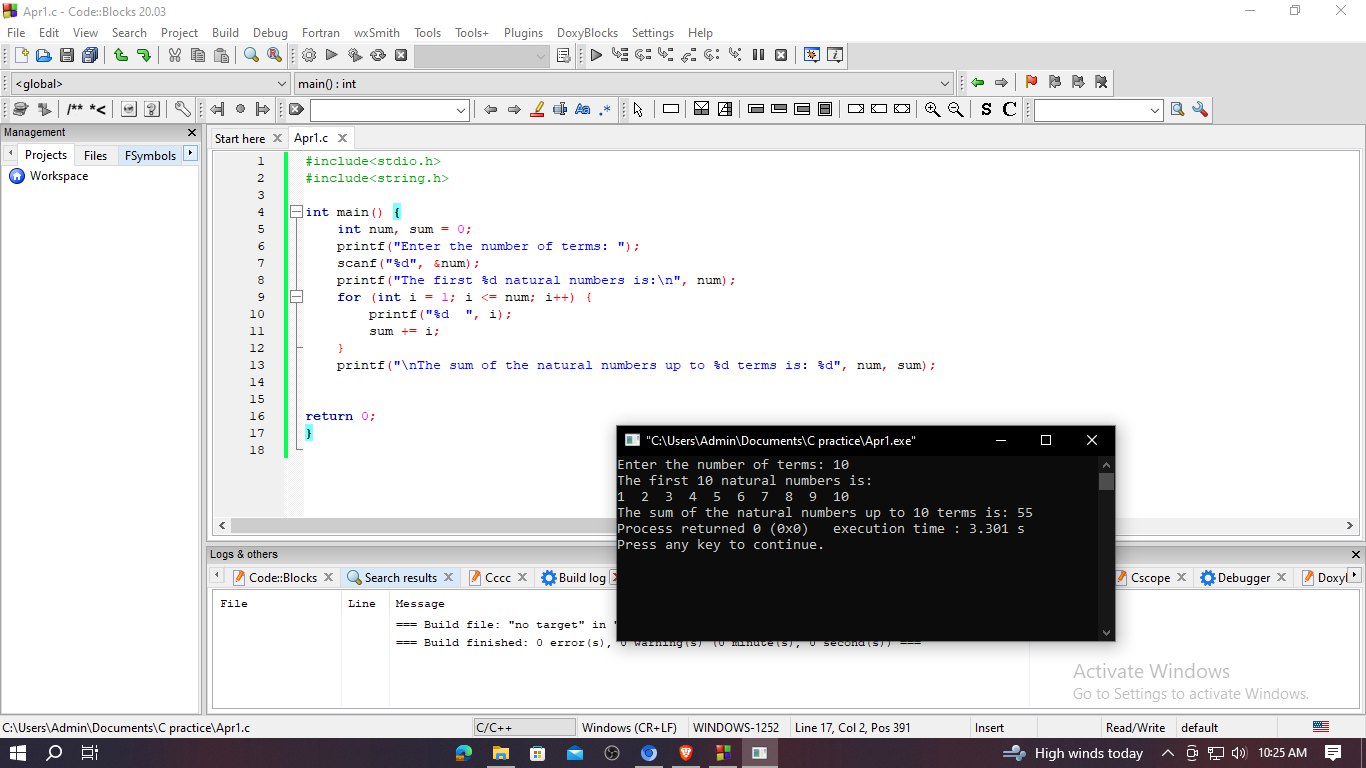 Apr1.c - Code::Blocks 20.03
File Edit View Search Project Build Debug Fortran wxSmith Tools Tools+ Plugins DoxyBlocks Settings Help
<global> main() : int
/** *< Aa .* S C
Management
Projects Files FSymbols
Workspace
Start here Apr1.c
1 #include<stdio.h>
2 #include<string.h>
3
4 int main() {
5 int num, sum = 0;
6 printf("Enter the number of terms: ");
7 scanf("%d", &num);
8 printf("The first %d natural numbers is:\n", num);
9 for (int i = 1; i <= num; i++) {
10 printf("%d  ", i);
11 sum += i;
12 }
13 printf("\nThe sum of the natural numbers up to %d terms is: %d", num, sum);
14
15
16 return 0;
17 }
18
"C:\Users\Admin\Documents\C practice\Apr1.exe"
Enter the number of terms: 10
The first 10 natural numbers is:
1  2  3  4  5  6  7  8  9  10
The sum of the natural numbers up to 10 terms is: 55
Process returned 0 (0x0)   execution time : 3.301 s
Press any key to continue.
Logs & others
Code::Blocks Search results Cccc Build log Cscope Debugger Doxy
File Line Message
=== Build file: "no target" in
=== Build finished: 0 error(s), 0 warning(s) (0 minute(s), 0 second(s)) ===
Activate Windows
Go to Settings to activate Windows.
C:\Users\Admin\Documents\C practice\Apr1.c C/C++ Windows (CR+LF) WINDOWS-1252 Line 17, Col 2, Pos 391 Insert Read/Write default
High winds today 10:25 AM